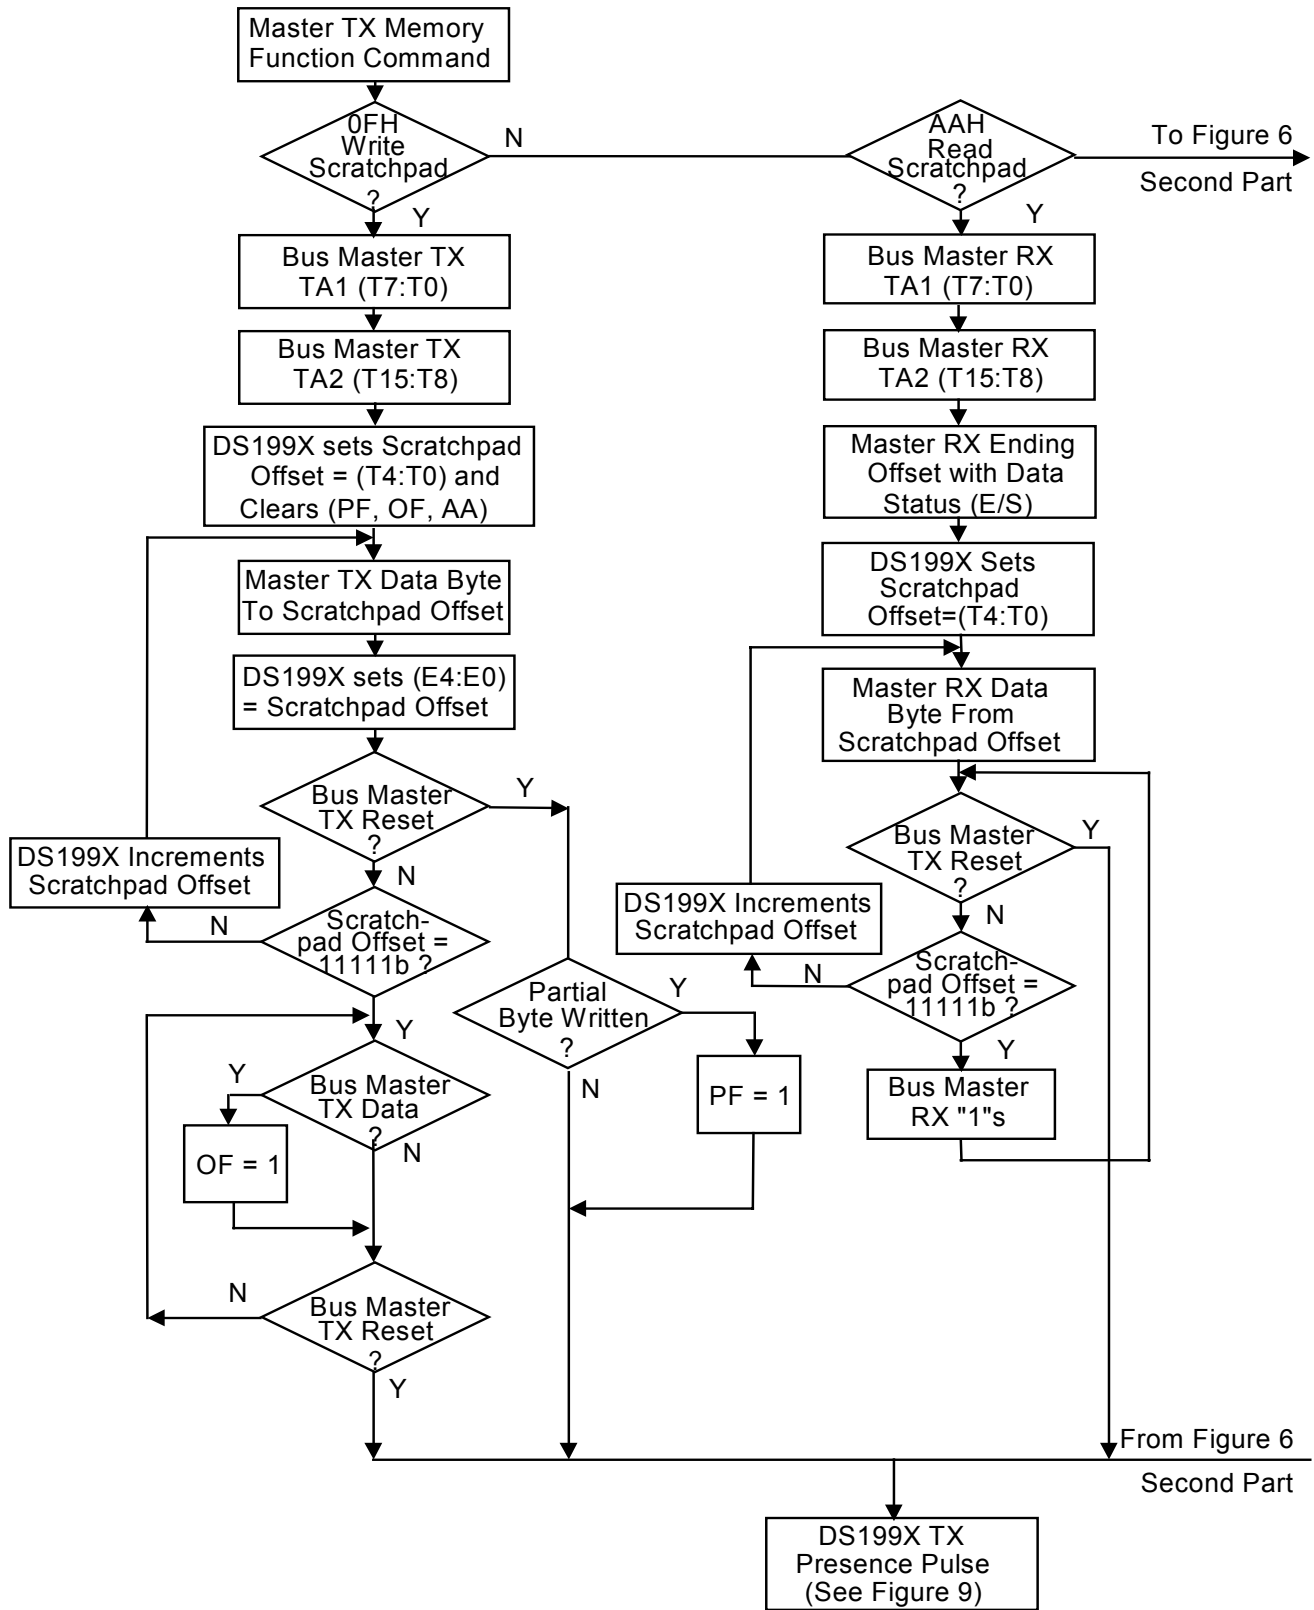 Master TX Memory
Function Command
0FH
Write
Scratchpad
?
N
Y
AAH
Read
Scratchpad
?
Y
To Figure 6
Second Part
Bus Master TX
TA1 (T7:T0)
Bus Master TX
TA2 (T15:T8)
DS199X sets Scratchpad
Offset = (T4:T0) and
Clears (PF, OF, AA)
Master TX Data Byte
To Scratchpad Offset
DS199X sets (E4:E0)
= Scratchpad Offset
Bus Master
TX Reset
?
Y
N
DS199X Increments
Scratchpad Offset
N
Scratch-
pad Offset =
11111b ?
Y
Bus Master
TX Data
?
Y
N
OF = 1
Bus Master
TX Reset
?
N
Y
Partial
Byte Written
?
Y
N
PF = 1
Bus Master RX
TA1 (T7:T0)
Bus Master RX
TA2 (T15:T8)
Master RX Ending
Offset with Data
Status (E/S)
DS199X Sets
Scratchpad
Offset=(T4:T0)
Master RX Data
Byte From
Scratchpad Offset
Bus Master
TX Reset
?
Y
N
DS199X Increments
Scratchpad Offset
N
Scratch-
pad Offset =
11111b ?
Y
Bus Master
RX "1"s
From Figure 6
Second Part
DS199X TX
Presence Pulse
(See Figure 9)